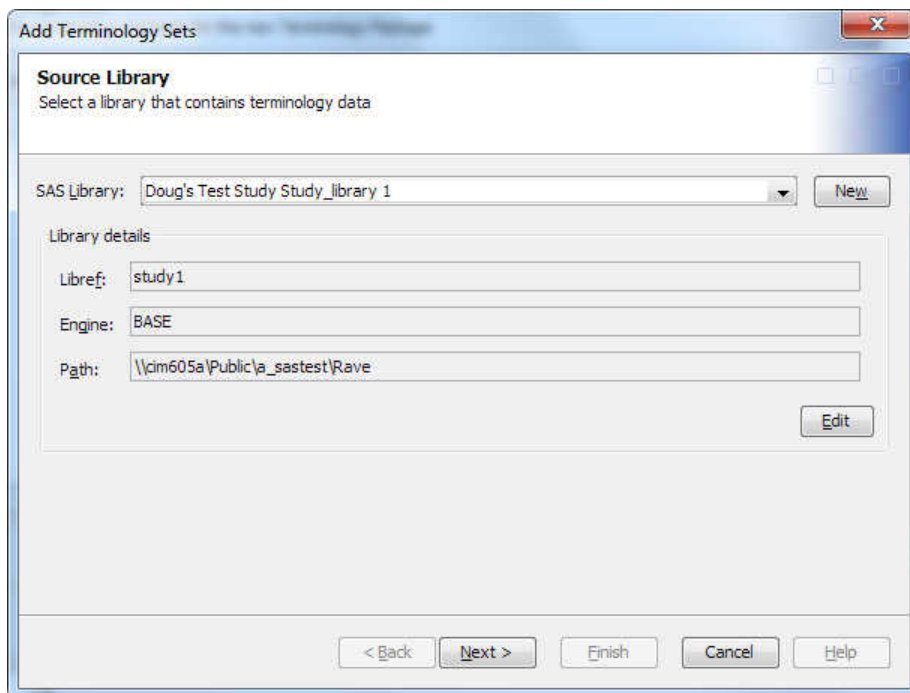 Add Terminology Sets
Source Library
Select a library that contains terminology data
SAS Library: Doug's Test Study Study_library 1 New
Library details
Libref: study1
Engine: BASE
Path: \\cim605a\Public\a_sastest\Rave
Edit
< Back Next > Finish Cancel Help